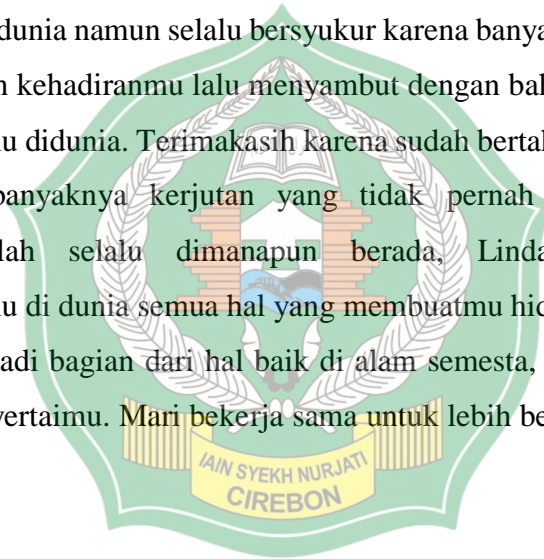 dunia namun selalu bersyukur karena banya
kehadiranmu lalu menyambut dengan bal
u didunia. Terimakasih karena sudah bertal
banyaknya kerjutan yang tidak pernah
lah selalu dimanapun berada, Linda
u di dunia semua hal yang membuatmu hid
adi bagian dari hal baik di alam semesta,
yertaimu. Mari bekerja sama untuk lebih be
IAIN SYEKH NURJATI
CIREBON